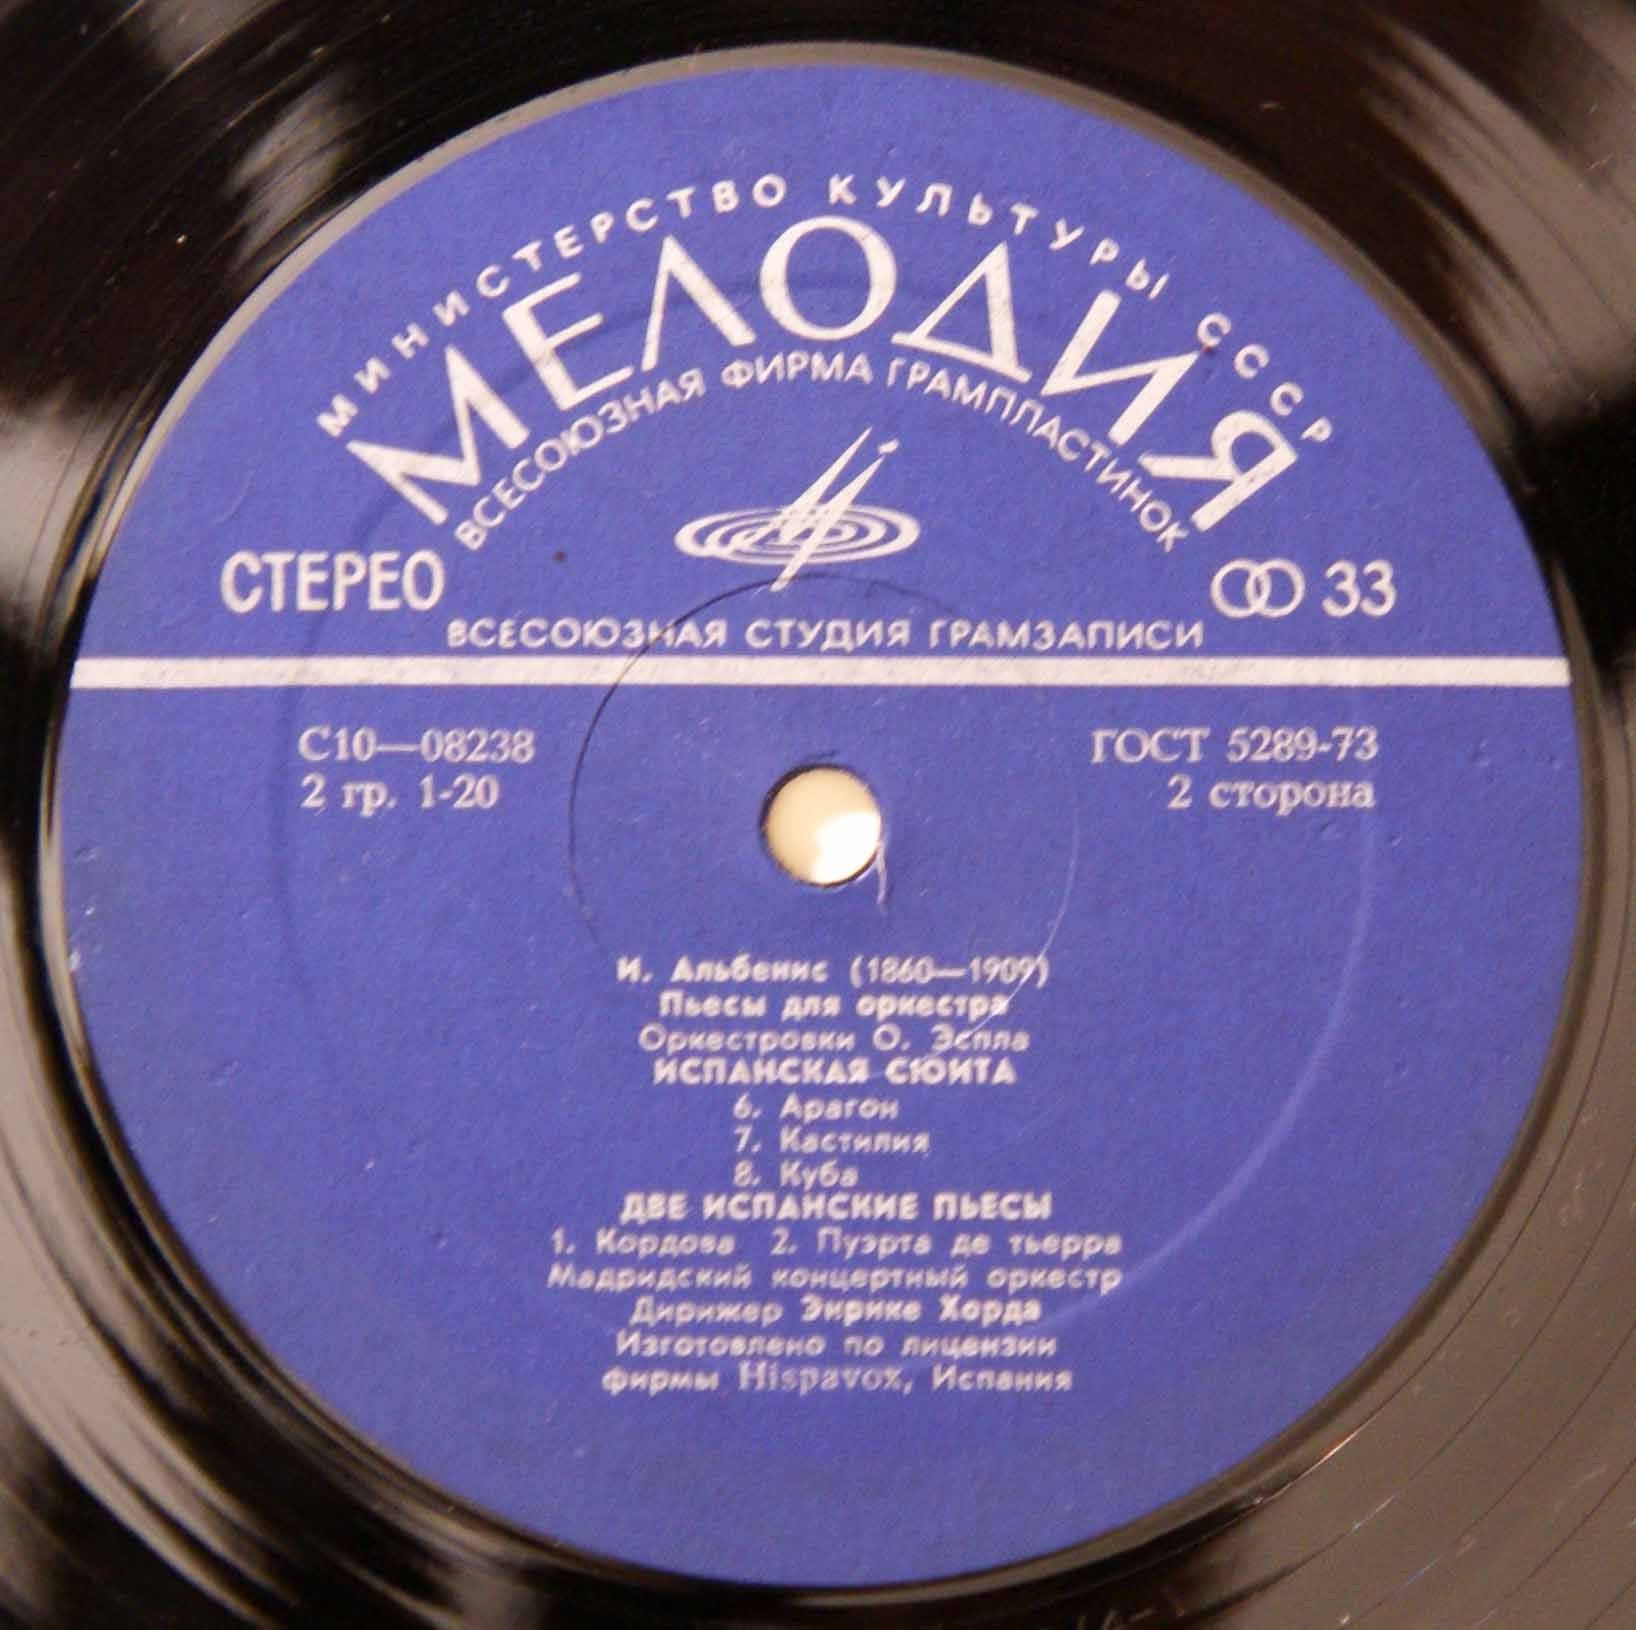 МИНИСТЕРСТВО КУЛЬТУРЫ СССР
МЕЛОДИЯ
ВСЕСОЮЗНАЯ ФИРМА ГРАМПЛАСТИНОК
СТЕРЕО
33
ВСЕСОЮЗНАЯ СТУДИЯ ГРАМЗАПИСИ
С10—08238
ГОСТ 5289-73
2 гр. 1-20
2 сторона
И. Альбенис (1860—1909)
Пьесы для оркестра
Оркестровки О. Эспла
ИСПАНСКАЯ СЮИТА
6. Арагон
7. Кастилия
8. Куба
ДВЕ ИСПАНСКИЕ ПЬЕСЫ
1. Кордова 2. Пуэрта де тьерра
Мадридский концертный оркестр
Дирижер Энрике Хорда
Изготовлено по лицензии
фирмы Hispavox, Испания